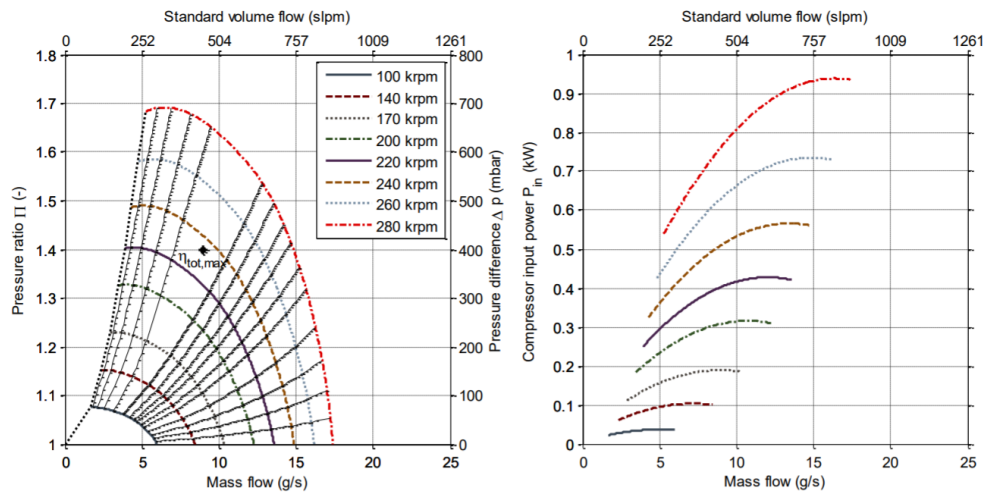 Standard volume flow (slpm)
0 252 504 757 1009 1261
1.8
1.7
1.6
1.5
1.4
1.3
1.2
1.1
1
Pressure ratio Π (-)
800
700
600
500
400
300
200
100
0
Pressure difference Δ p (mbar)
100 krpm
140 krpm
170 krpm
200 krpm
220 krpm
240 krpm
260 krpm
280 krpm
ηtot,max
0 5 10 15 20 25
Mass flow (g/s)
Standard volume flow (slpm)
0 252 504 757 1009 1261
1
0.9
0.8
0.7
0.6
0.5
0.4
0.3
0.2
0.1
0
Compressor input power Pin (kW)
0 5 10 15 20 25
Mass flow (g/s)